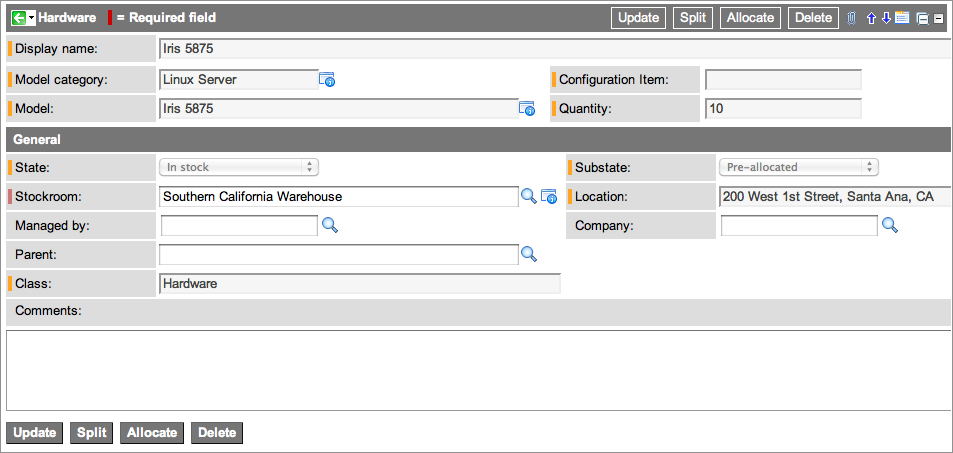 Hardware = Required field Update Split Allocate Delete
Display name: Iris 5875
Model category: Linux Server Configuration Item:
Model: Iris 5875 Quantity: 10
General
State: In stock Substate: Pre-allocated
Stockroom: Southern California Warehouse Location: 200 West 1st Street, Santa Ana, CA
Managed by: Company:
Parent:
Class: Hardware
Comments:
Update Split Allocate Delete